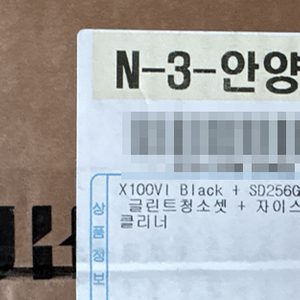 N-3-안양
X100VI Black + SD256G
글린트청소셋 + 자이스
클리너
상품정보